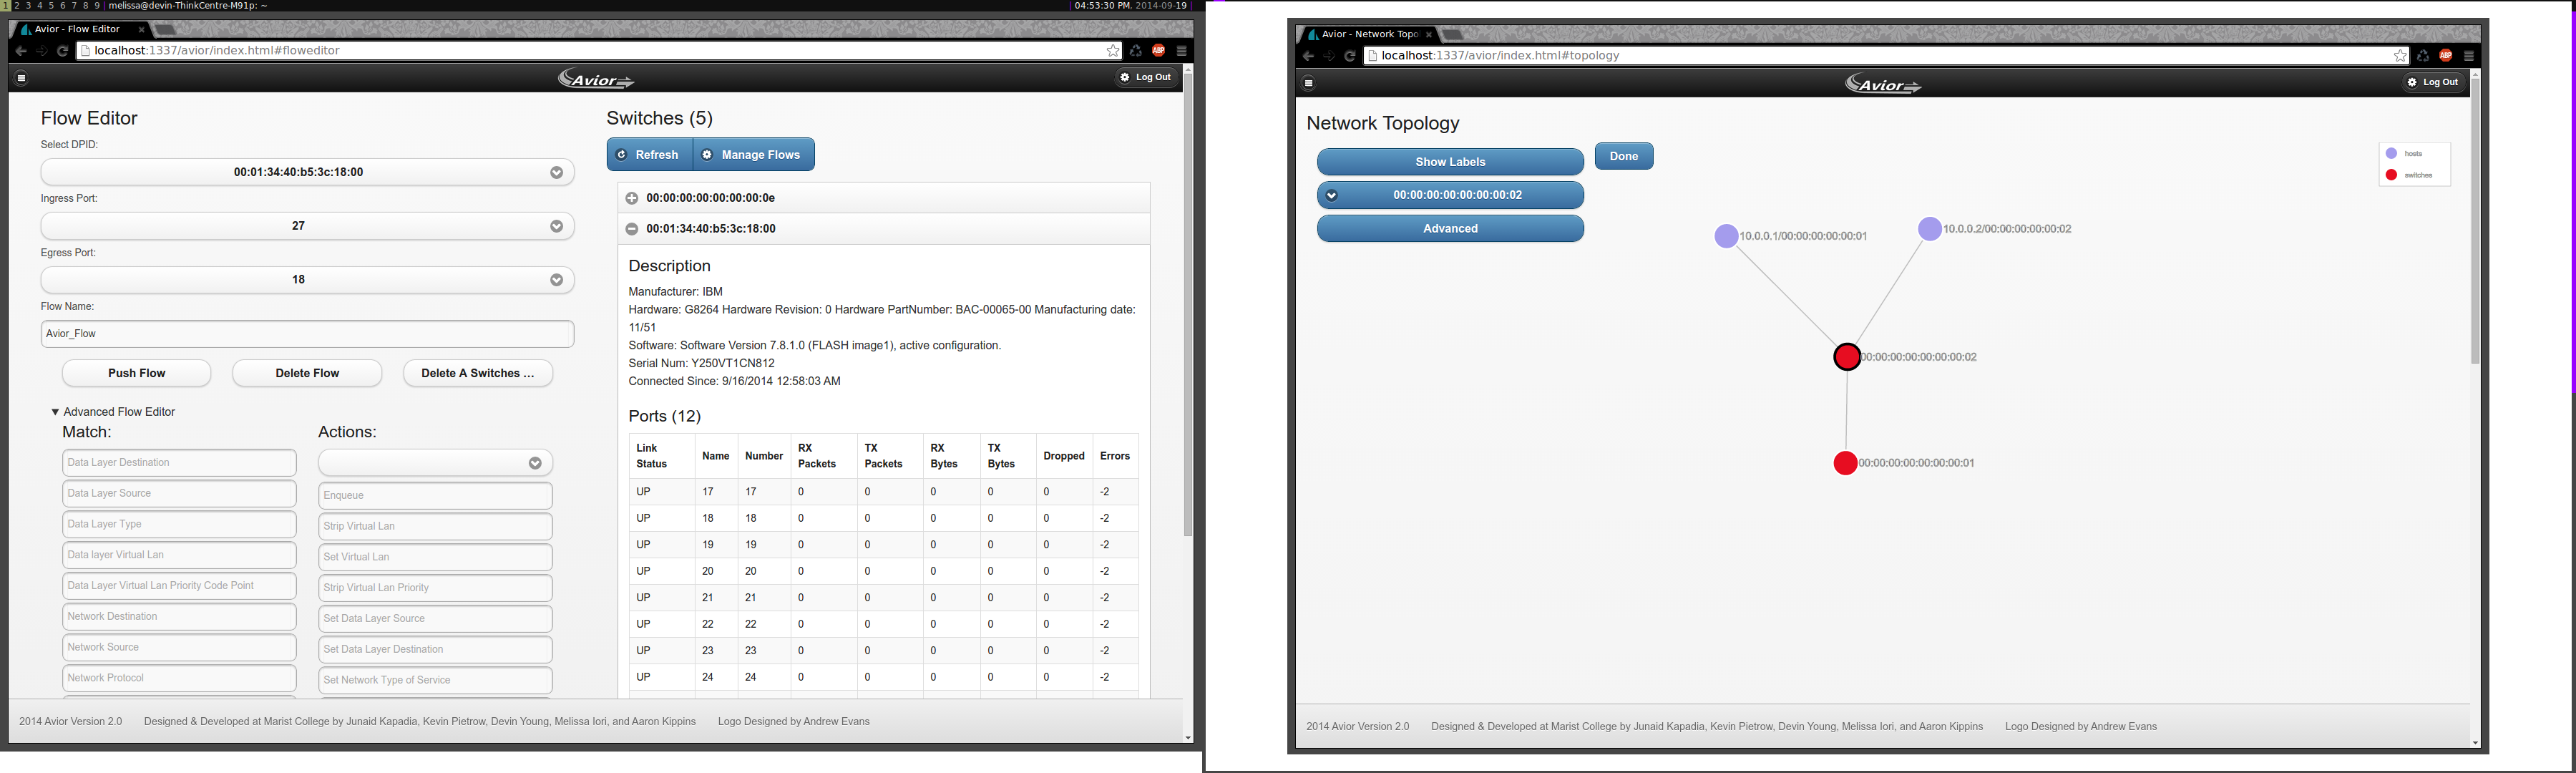 1 2 3 4 5 6 7 8 9 melissa@devin-ThinkCentre-M91p: ~ 04:53:30 PM, 2014-09-19
Avior - Flow Editor
localhost:1337/avior/index.html#floweditor
ABP
Avior
Log Out
Flow Editor
Select DPID:
00:01:34:40:b5:3c:18:00
Ingress Port:
27
Egress Port:
18
Flow Name:
Avior_Flow
Push Flow Delete Flow Delete A Switches ...
Advanced Flow Editor
Match:
Data Layer Destination
Data Layer Source
Data Layer Type
Data layer Virtual Lan
Data Layer Virtual Lan Priority Code Point
Network Destination
Network Source
Network Protocol
Actions:
Enqueue
Strip Virtual Lan
Set Virtual Lan
Strip Virtual Lan Priority
Set Data Layer Source
Set Data Layer Destination
Set Network Type of Service
Switches (5)
Refresh Manage Flows
00:00:00:00:00:00:00:0e
00:01:34:40:b5:3c:18:00
Description
Manufacturer: IBM
Hardware: G8264 Hardware Revision: 0 Hardware PartNumber: BAC-00065-00 Manufacturing date:
11/51
Software: Software Version 7.8.1.0 (FLASH image1), active configuration.
Serial Num: Y250VT1CN812
Connected Since: 9/16/2014 12:58:03 AM
Ports (12)
Link Status Name Number RX Packets TX Packets RX Bytes TX Bytes Dropped Errors
UP 17 17 0 0 0 0 0 -2
UP 18 18 0 0 0 0 0 -2
UP 19 19 0 0 0 0 0 -2
UP 20 20 0 0 0 0 0 -2
UP 21 21 0 0 0 0 0 -2
UP 22 22 0 0 0 0 0 -2
UP 23 23 0 0 0 0 0 -2
UP 24 24 0 0 0 0 0 -2
2014 Avior Version 2.0 Designed & Developed at Marist College by Junaid Kapadia, Kevin Pietrow, Devin Young, Melissa Iori, and Aaron Kippins Logo Designed by Andrew Evans
Avior - Network Topol
localhost:1337/avior/index.html#topology
ABP
Avior
Log Out
Network Topology
Show Labels
Done
00:00:00:00:00:00:00:02
Advanced
hosts
switches
10.0.0.1/00:00:00:00:00:01
10.0.0.2/00:00:00:00:00:02
00:00:00:00:00:00:00:02
00:00:00:00:00:00:00:01
2014 Avior Version 2.0 Designed & Developed at Marist College by Junaid Kapadia, Kevin Pietrow, Devin Young, Melissa Iori, and Aaron Kippins Logo Designed by Andrew Evans